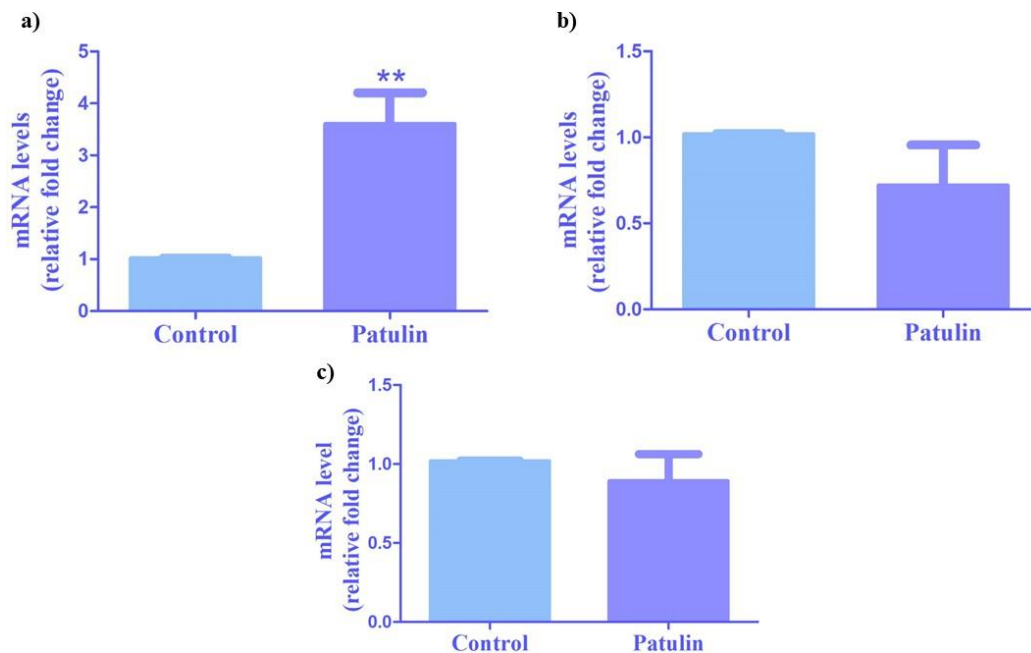 a)
mRNA levels
(relative fold change)
5
4
3
2
1
0
**
Control
Patulin
b)
mRNA levels
(relative fold change)
1.5
1.0
0.5
0.0
Control
Patulin
c)
mRNA level
(relative fold change)
1.5
1.0
0.5
0.0
Control
Patulin